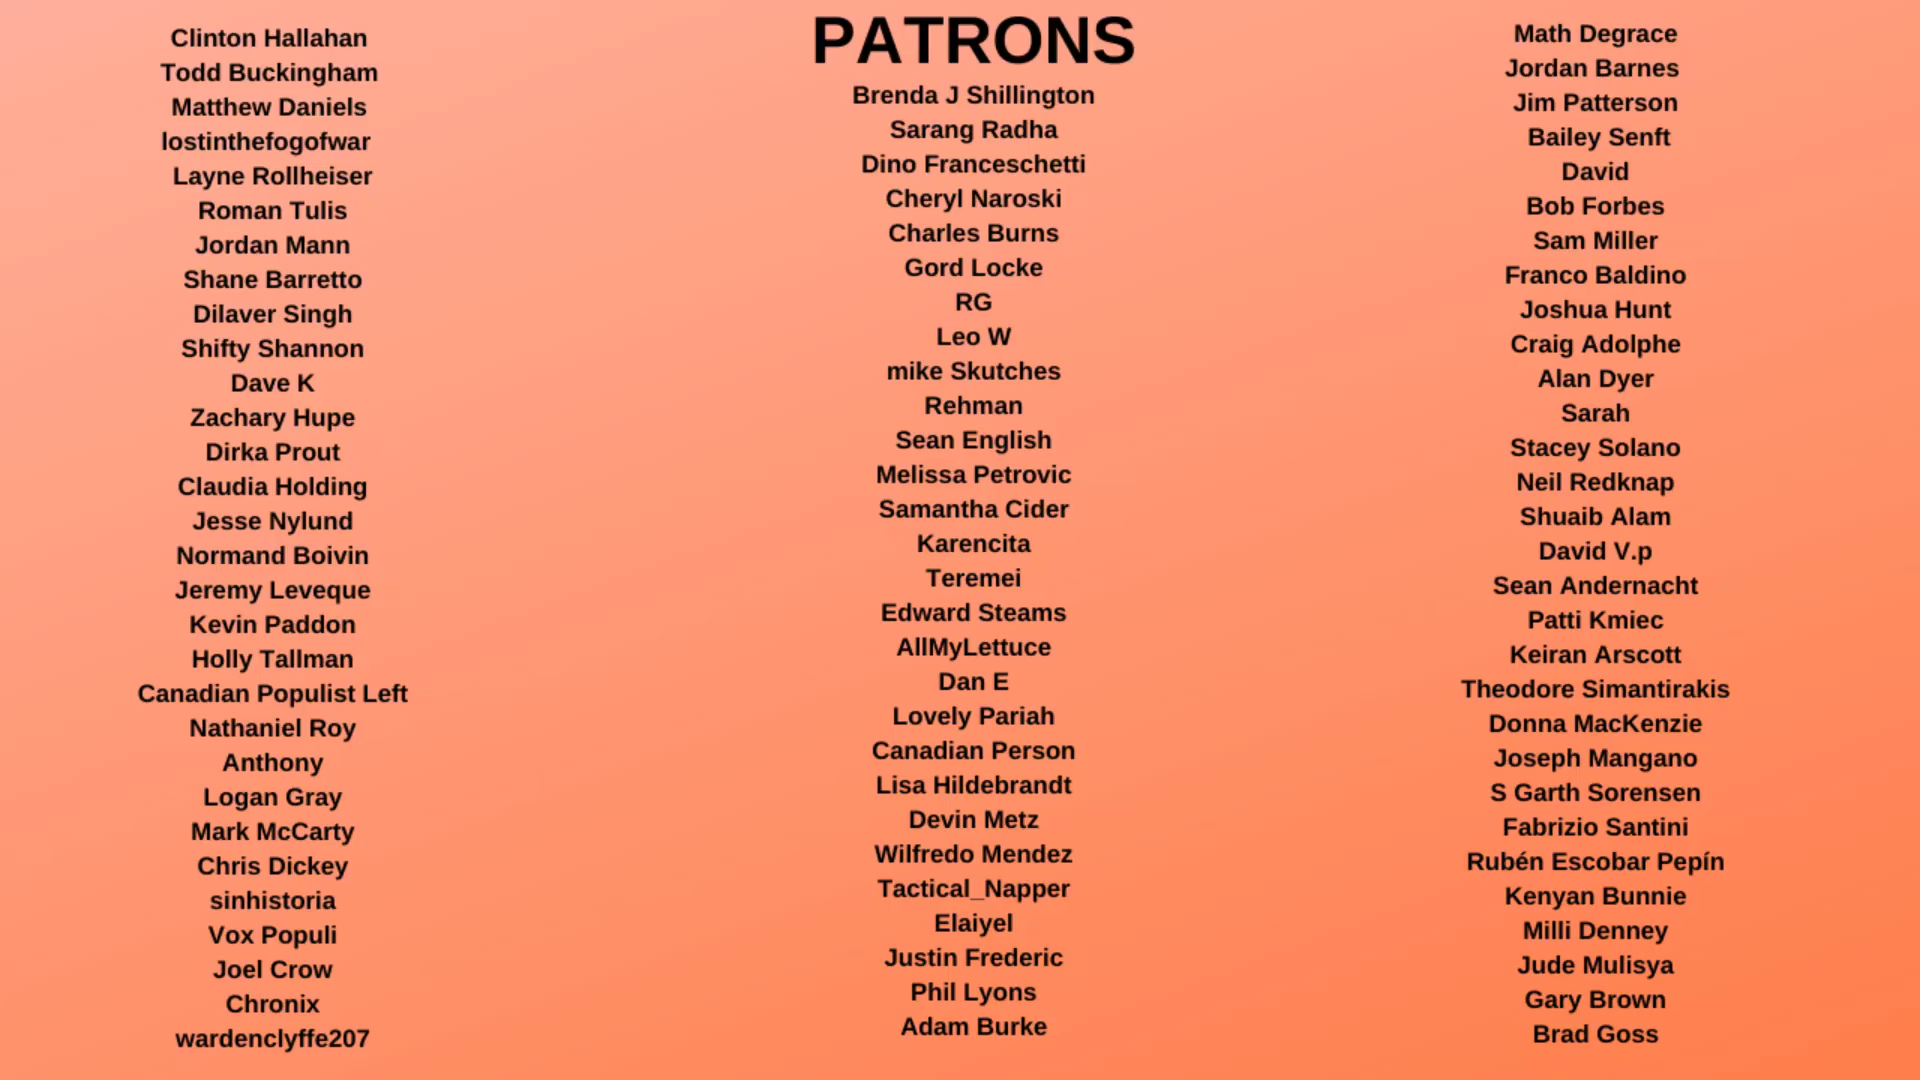 Clinton Hallahan
Todd Buckingham
Matthew Daniels
lostinthefogofwar
Layne Rollheiser
Roman Tulis
Jordan Mann
Shane Barretto
Dilaver Singh
Shifty Shannon
Dave K
Zachary Hupe
Dirka Prout
Claudia Holding
Jesse Nylund
Normand Boivin
Jeremy Leveque
Kevin Paddon
Holly Tallman
Canadian Populist Left
Nathaniel Roy
Anthony
Logan Gray
Mark McCarty
Chris Dickey
sinhistoria
Vox Populi
Joel Crow
Chronix
wardenclyffe207
PATRONS
Brenda J Shillington
Sarang Radha
Dino Franceschetti
Cheryl Naroski
Charles Burns
Gord Locke
RG
Leo W
mike Skutches
Rehman
Sean English
Melissa Petrovic
Samantha Cider
Karencita
Teremei
Edward Steams
AllMyLettuce
Dan E
Lovely Pariah
Canadian Person
Lisa Hildebrandt
Devin Metz
Wilfredo Mendez
Tactical_Napper
Elaiyel
Justin Frederic
Phil Lyons
Adam Burke
Math Degrace
Jordan Barnes
Jim Patterson
Bailey Senft
David
Bob Forbes
Sam Miller
Franco Baldino
Joshua Hunt
Craig Adolphe
Alan Dyer
Sarah
Stacey Solano
Neil Redknap
Shuaib Alam
David V.p
Sean Andernacht
Patti Kmiec
Keiran Arscott
Theodore Simantirakis
Donna MacKenzie
Joseph Mangano
S Garth Sorensen
Fabrizio Santini
Rubén Escobar Pepín
Kenyan Bunnie
Milli Denney
Jude Mulisya
Gary Brown
Brad Goss